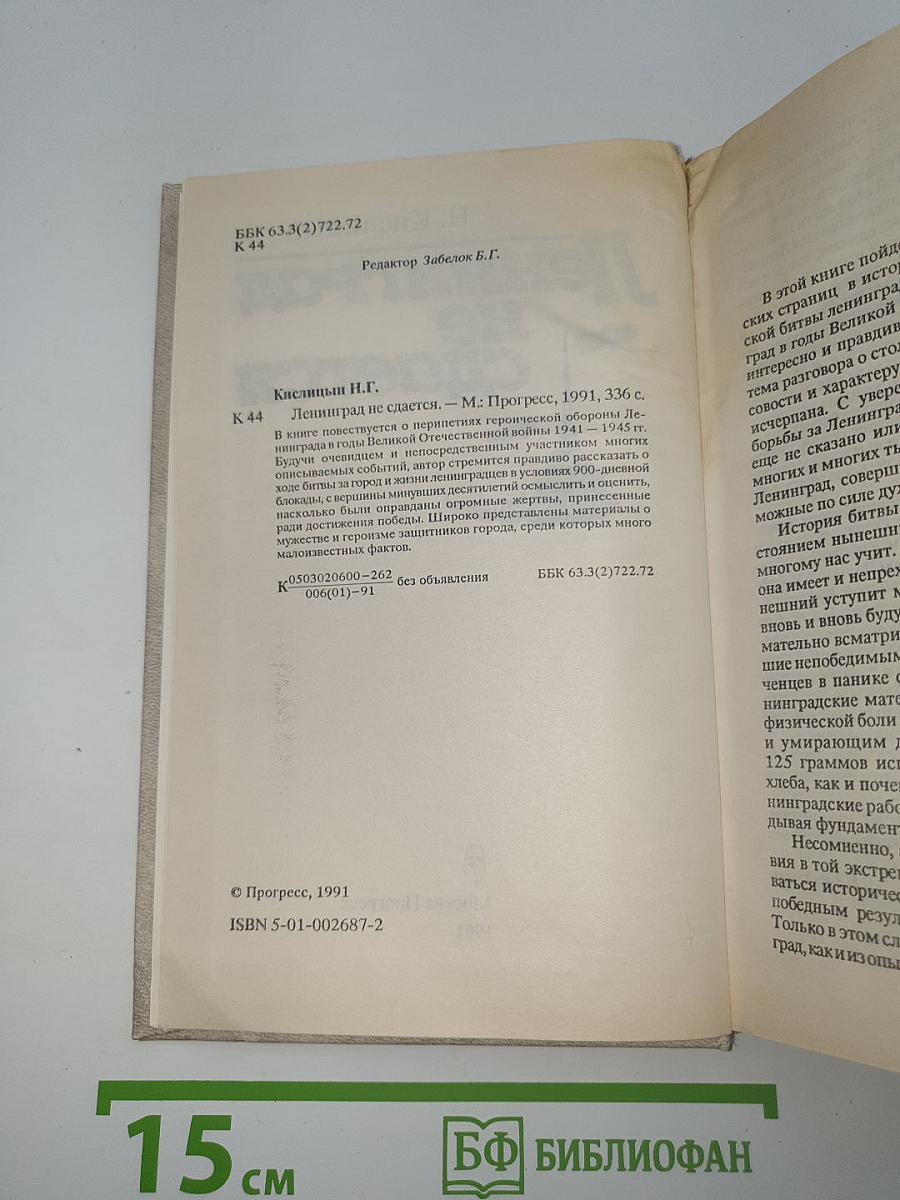 ББК 63.3(2)722.72
К 44
Редактор Забелок Б.Г.
Кислицын Н.Г.
К 44 Ленинград не сдается. — М.: Прогресс, 1991, 336 с.
В книге повествуется о перипетиях героической обороны Ле-
нинграда в годы Великой Отечественной войны 1941 — 1945 гг.
Будучи очевидцем и непосредственным участником многих
описываемых событий, автор стремится правдиво рассказать о
ходе битвы за город и жизни ленинградцев в условиях 900-дневной
блокады, с вершины минувших десятилетий осмыслить и оценить,
насколько были оправданы огромные жертвы, принесенные
ради достижения победы. Широко представлены материалы о
мужестве и героизме защитников города, среди которых много
малоизвестных фактов.
К 0503020600−262 / 006(01)−91 без объявления ББК 63.3(2)722.72
© Прогресс, 1991
ISBN 5-01-002687-2
В этой книге пойде
ских страниц в истор
ской битвы ленинград
град в годы Великой
интересно и правдив
тема разговора о стол
совости и характеру
исчерпана. С увере
борьбы за Ленингра
еще не сказано или
многих и многих ты
Ленинград, соверш
можные по силе дух
История битвы
стоянием нынешн
многому нас учит.
она имеет и непрех
нешний уступит м
вновь и вновь буду
мательно всматри
шие непобедимым
ченцев в панике о
нинградские мате
физической боли
и умирающим д
125 граммов исп
хлеба, как и поче
нинградские рабо
дывая фундамент
Несомненно,
вия в той экстре
ваться историчес
победным резул
Только в этом сл
град, как и из опы
15 см
БФ БИБЛИОФАН